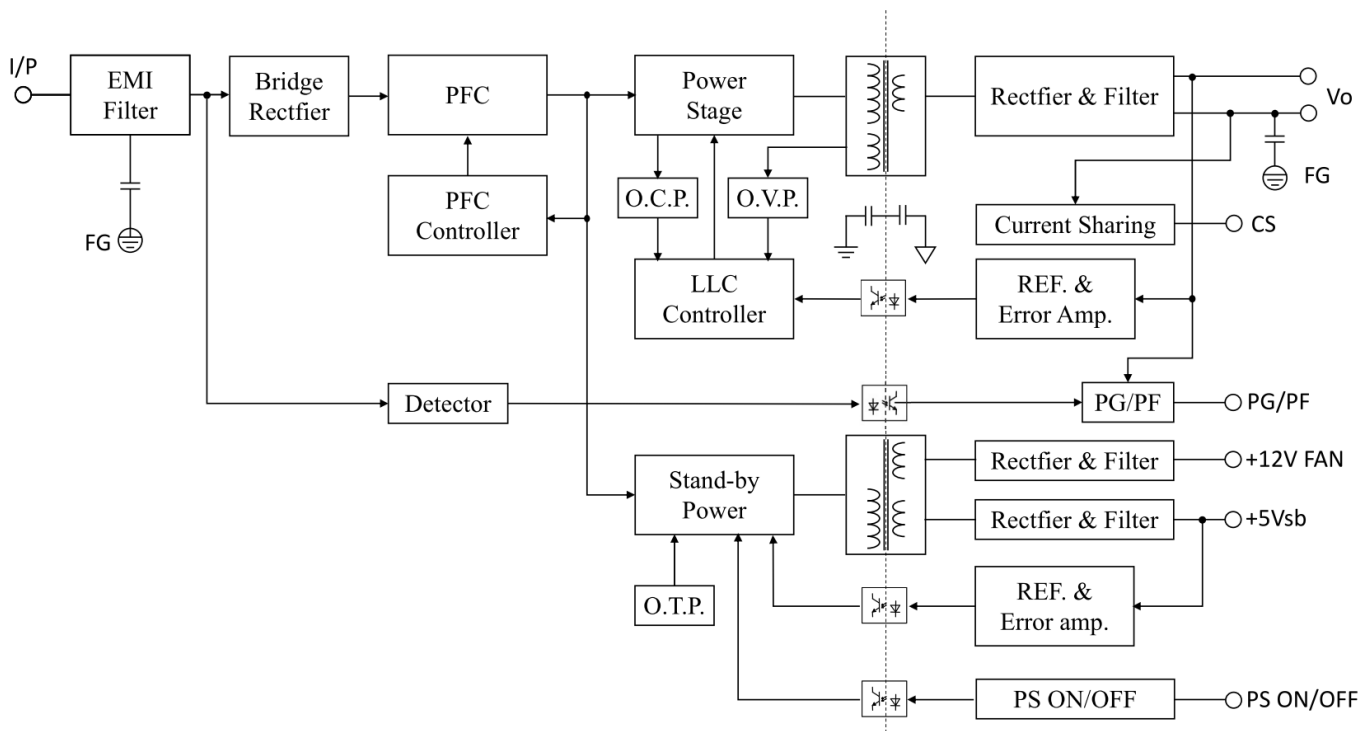 I/P
EMI
Filter
Bridge
Rectfier
PFC
Power
Stage
Rectfier & Filter
Vo
FG
PFC
Controller
O.C.P.
O.V.P.
FG
Current Sharing
CS
LLC
Controller
REF. &
Error Amp.
Detector
PG/PF
PG/PF
Stand-by
Power
Rectfier & Filter
+12V FAN
Rectfier & Filter
+5Vsb
O.T.P.
REF. &
Error amp.
PS ON/OFF
PS ON/OFF